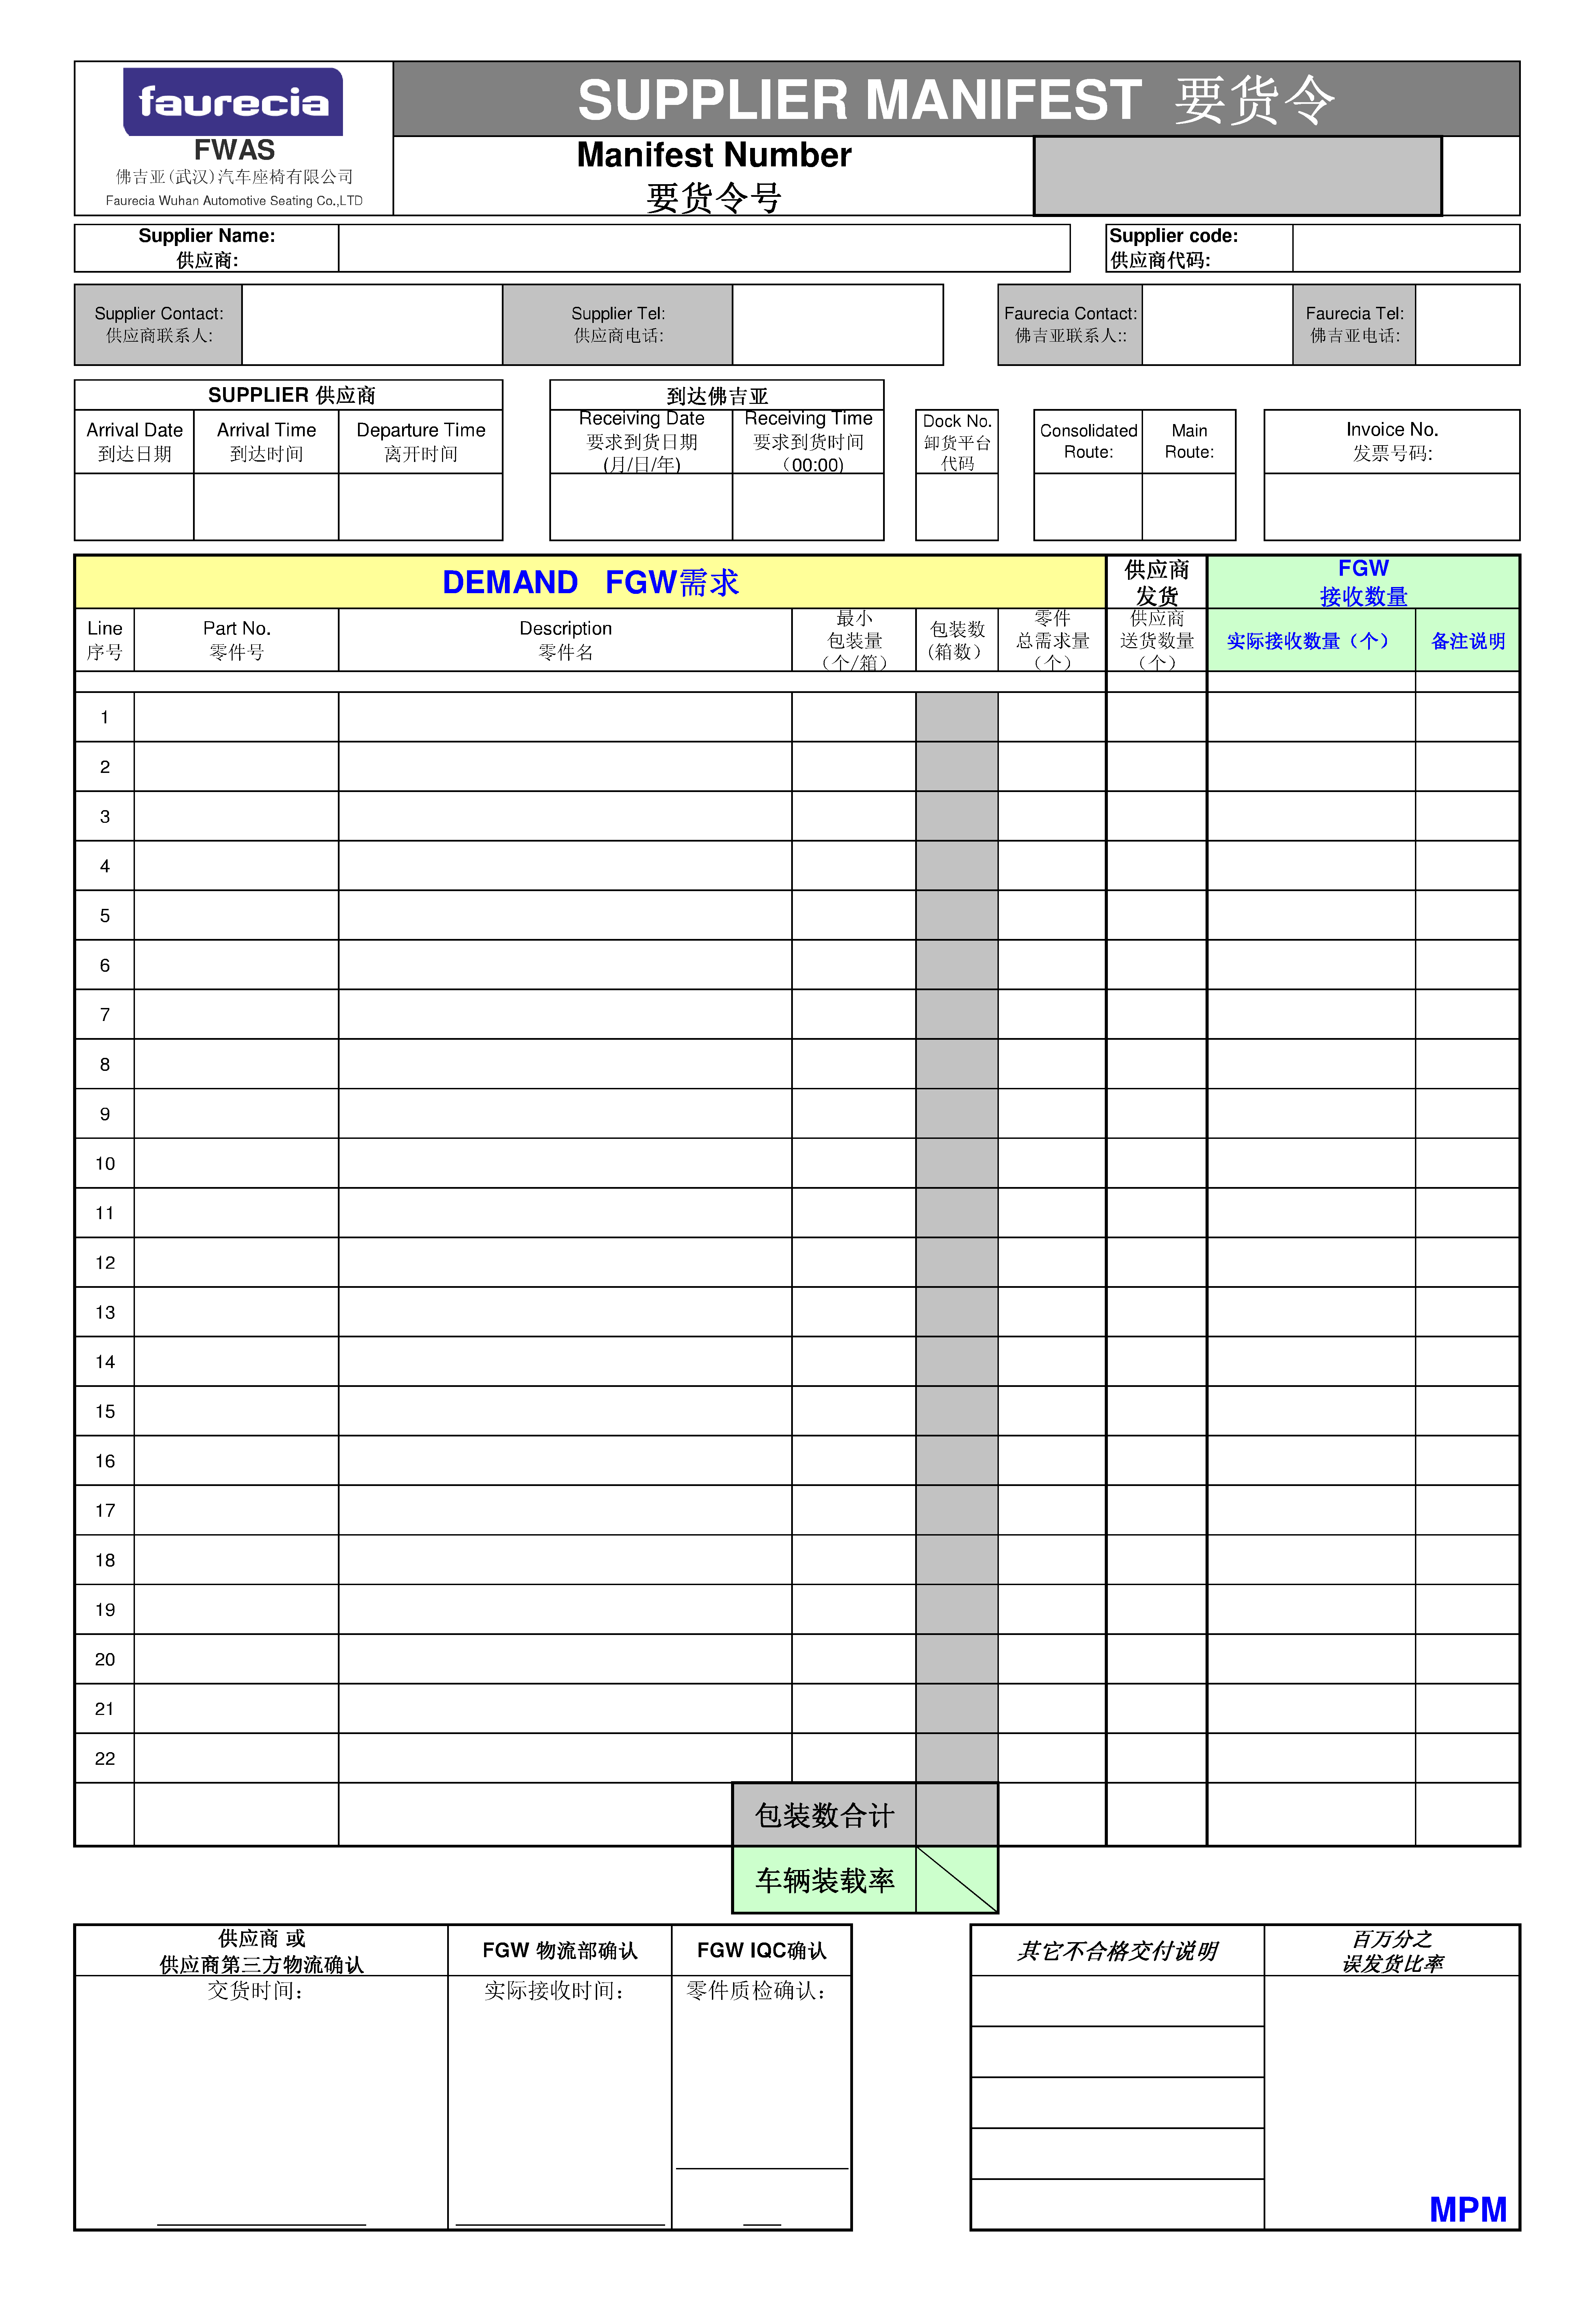 faurecia
FWAS
佛吉亚(武汉)汽车座椅有限公司
Faurecia Wuhan Automotive Seating Co.,LTD
SUPPLIER MANIFEST 要货令
Manifest Number
要货令号
Supplier Name:
供应商:
Supplier code:
供应商代码:
Supplier Contact:
供应商联系人:
Supplier Tel:
供应商电话:
Faurecia Contact:
佛吉亚联系人::
Faurecia Tel:
佛吉亚电话:
SUPPLIER 供应商
Arrival Date
到达日期
Arrival Time
到达时间
Departure Time
离开时间
到达佛吉亚
Receiving Date
要求到货日期
(月/日/年)
Receiving Time
要求到货时间
（00:00)
Dock No.
卸货平台
代码
Consolidated
Route:
Main
Route:
Invoice No.
发票号码:
DEMAND FGW需求
供应商
发货
FGW
接收数量
Line
序号
Part No.
零件号
Description
零件名
最小
包装量
（个/箱）
包装数
(箱数）
零件
总需求量
（个）
供应商
送货数量
（个）
实际接收数量（个）
备注说明
1
2
3
4
5
6
7
8
9
10
11
12
13
14
15
16
17
18
19
20
21
22
包装数合计
车辆装载率
供应商 或
供应商第三方物流确认
FGW 物流部确认
FGW IQC确认
交货时间：
实际接收时间：
零件质检确认：
其它不合格交付说明
百万分之
误发货比率
MPM